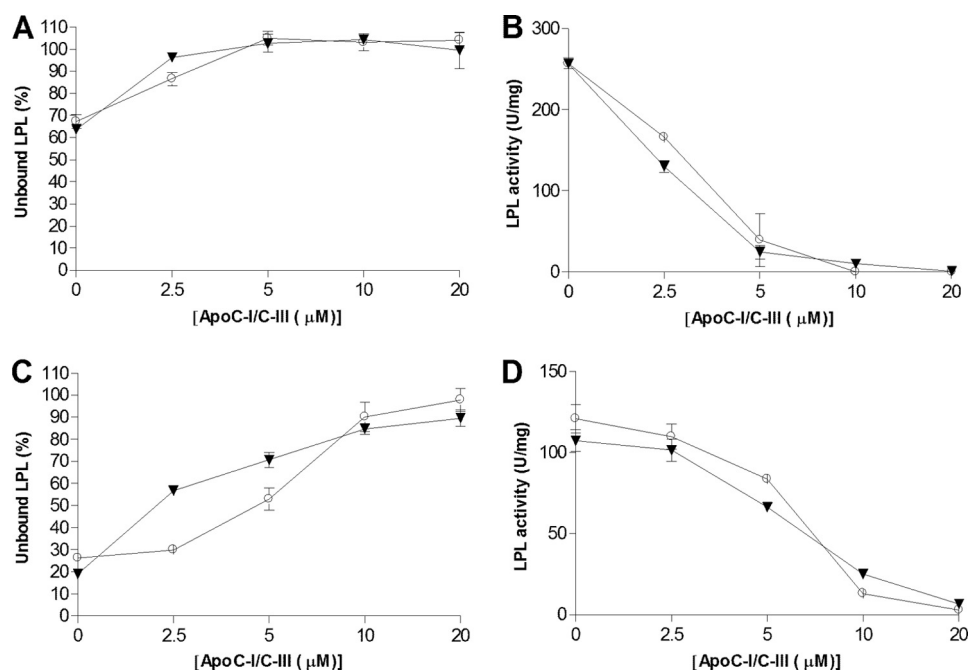 A
Unbound LPL (%)
110
100
90
80
70
60
50
40
30
20
10
0
0 2.5 5 10 20
[ApoC-I/C-III ( μM)]
B
LPL activity (U/mg)
300
200
100
0
0 2.5 5 10 20
[ApoC-I/C-III ( μM)]
C
Unbound LPL (%)
110
100
90
80
70
60
50
40
30
20
10
0
0 2.5 5 10 20
[ApoC-I/C-III ( μM)]
D
LPL activity (U/mg)
150
100
50
0
0 2.5 5 10 20
[ApoC-I/C-III ( μM)]